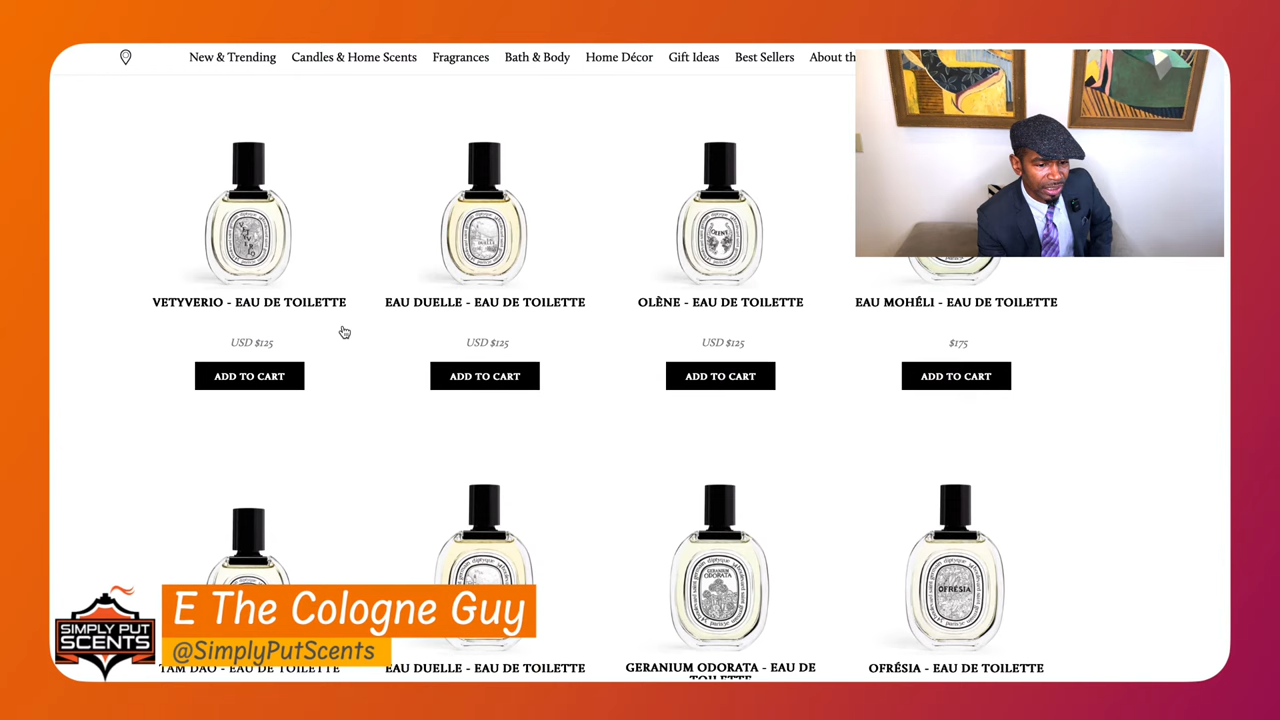 New & Trending Candles & Home Scents Fragrances Bath & Body Home Décor Gift Ideas Best Sellers About th
OLÈNE
VETYVERIO - EAU DE TOILETTE EAU DUELLE - EAU DE TOILETTE OLÈNE - EAU DE TOILETTE EAU MOHÉLI - EAU DE TOILETTE
USD $125 USD $125 USD $125 $175
ADD TO CART ADD TO CART ADD TO CART ADD TO CART
GERANIUM
ODORATA
OFRESIA
E The Cologne Guy
@SimplyPutScents
SIMPLY PUT
SCENTS
TAM DAO - EAU DE TOILETTE EAU DUELLE - EAU DE TOILETTE GERANIUM ODORATA - EAU DE OFRÉSIA - EAU DE TOILETTE
TOILETTE